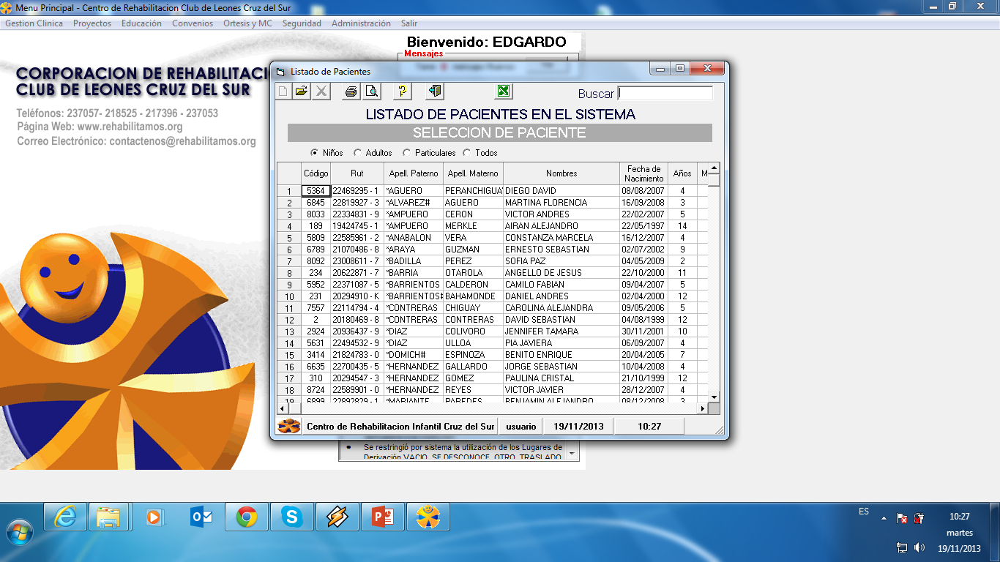 Menu Principal - Centro de Rehabilitacion Club de Leones Cruz del Sur
Gestion Clinica Proyectos Educación Convenios Ortesis y MC Seguridad Administración Salir
Bienvenido: EDGARDO
Mensajes
CORPORACION DE REHABILITACI
CLUB DE LEONES CRUZ DEL SUR
Teléfonos: 237057- 218525 - 217396 - 237053
Página Web: www.rehabilitamos.org
Correo Electrónico: contactenos@rehabilitamos.org
Listado de Pacientes
Buscar
LISTADO DE PACIENTES EN EL SISTEMA
SELECCION DE PACIENTE
Niños Adultos Particulares Todos
Código Rut Apell. Paterno Apell. Materno Nombres Fecha de Nacimiento Años M
1 5364 22469295 - 1 *AGUERO PERANCHIGUA DIEGO DAVID 08/08/2007 4
2 6845 22819927 - 3 *ALVAREZ# AGUERO MARTINA FLORENCIA 16/09/2008 3
3 8033 22334831 - 9 *AMPUERO CERON VICTOR ANDRES 22/02/2007 5
4 189 19424745 - 1 *AMPUERO MERKLE AIRAN ALEJANDRO 22/05/1997 14
5 5809 22585961 - 2 *ANABALON VERA CONSTANZA MARCELA 16/12/2007 4
6 6789 21070486 - 8 *ARAYA GUZMAN ERNESTO SEBASTIAN 02/07/2002 9
7 8092 23008611 - 7 *BADILLA PEREZ SOFIA PAZ 04/05/2009 2
8 234 20622871 - 7 *BARRIA OTAROLA ANGELLO DE JESUS 22/10/2000 11
9 5952 22371087 - 5 *BARRIENTOS CALDERON CAMILO FABIAN 09/04/2007 5
10 231 20294910 - K *BARRIENTOS# BAHAMONDE DANIEL ANDRES 02/04/2000 12
11 7557 22114794 - 4 *CONTRERAS CHIGUAY CAROLINA ALEJANDRA 09/05/2006 5
12 2 20180469 - 8 *CONTRERAS CONTRERAS DAVID SEBASTIAN 04/08/1999 12
13 2924 20936437 - 9 *DIAZ COLIVORO JENNIFER TAMARA 30/11/2001 10
14 5631 22494532 - 9 *DIAZ ULLOA PIA JAVIERA 06/09/2007 4
15 3414 21824783 - 0 *DOMICH# ESPINOZA BENITO ENRIQUE 20/04/2005 7
16 6635 22700435 - 5 *HERNANDEZ GALLARDO JORGE SEBASTIAN 10/04/2008 4
17 310 20294547 - 3 *HERNANDEZ GOMEZ PAULINA CRISTAL 21/10/1999 12
18 8724 22589901 - 0 *HERNANDEZ REYES VICTOR JAVIER 28/12/2007 4
19 6899 22892829 - 1 *MARIANTE PAREDES BENJAMIN ALEJANDRO 08/12/2008 3
Centro de Rehabilitacion Infantil Cruz del Sur usuario 19/11/2013 10:27
Se restringió por sistema la utilización de los Lugares de
Derivación VACIO, SE DESCONOCE, OTRO, TRASLADO
ES
10:27
martes
19/11/2013